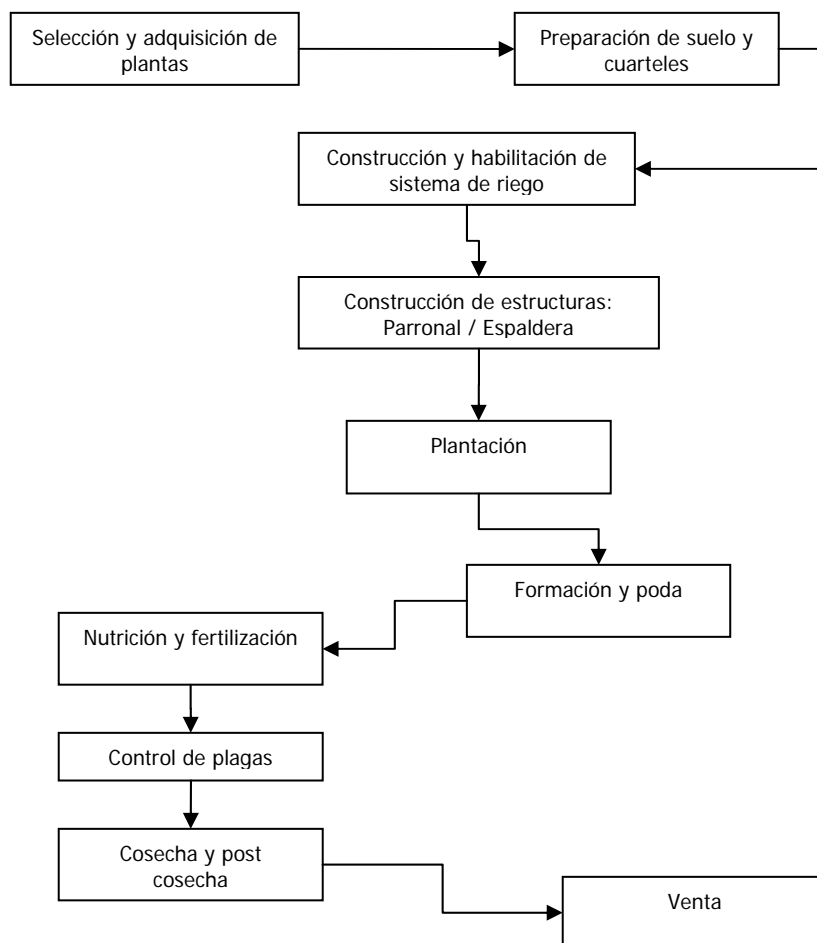 Selección y adquisición de
plantas
Preparación de suelo y
cuarteles
Construcción y habilitación de
sistema de riego
Construcción de estructuras:
Parronal / Espaldera
Plantación
Formación y poda
Nutrición y fertilización
Control de plagas
Cosecha y post
cosecha
Venta